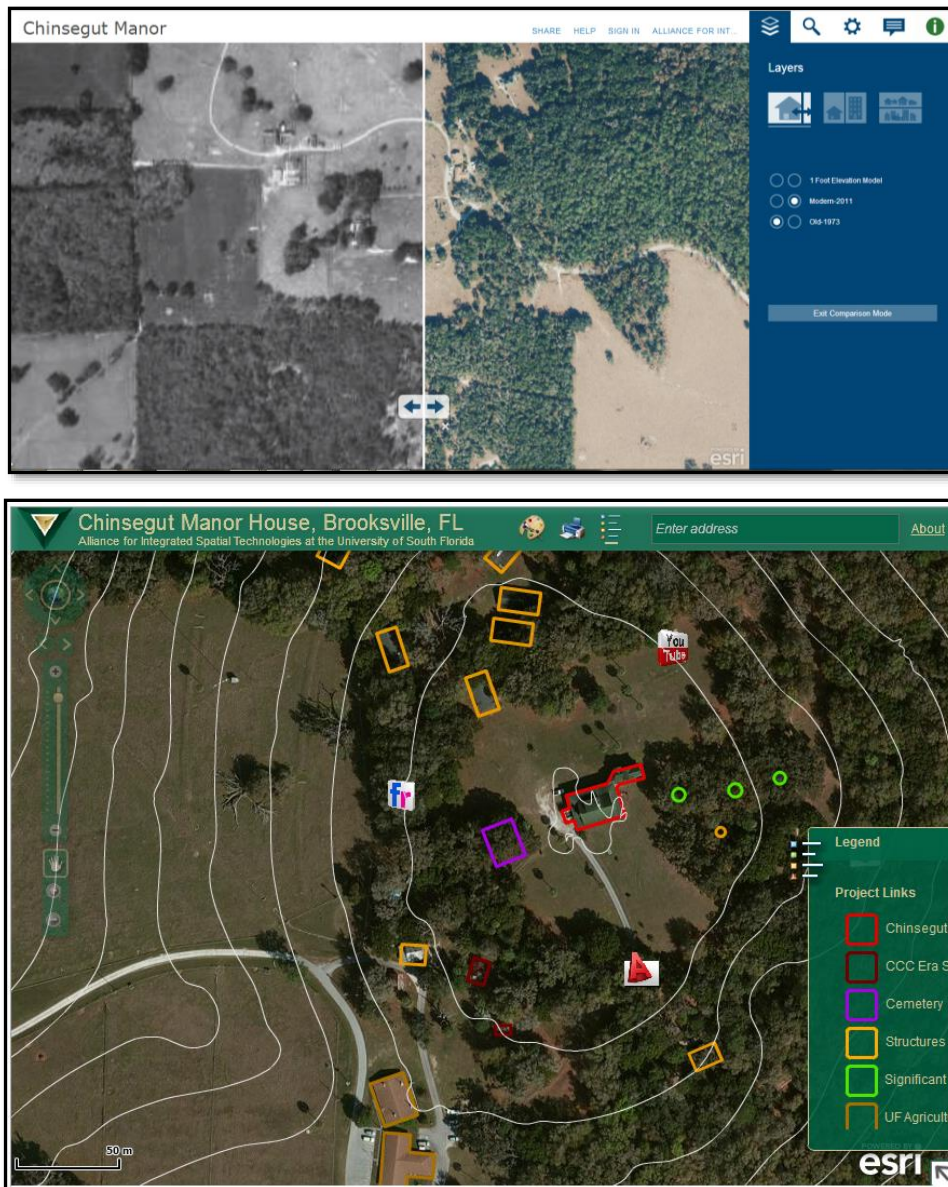 Chinsegut Manor
SHARE HELP SIGN IN ALLIANCE FOR INT...
Layers
1 Foot Elevation Model
Modern-2011
Old-1973
Exit Comparison Mode
esri
Chinsegut Manor House, Brooksville, FL
Alliance for Integrated Spatial Technologies at the University of South Florida
Enter address
About
You
Tube
fr
A
Legend
Project Links
Chinsegut
CCC Era S
Cemetery
Structures
Significant
UF Agricult
50 m
POWERED BY
esri